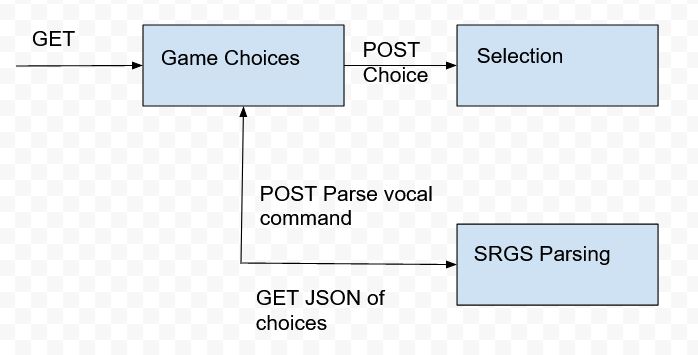 GET
Game Choices
POST
Choice
Selection
POST Parse vocal
command
SRGS Parsing
GET JSON of
choices